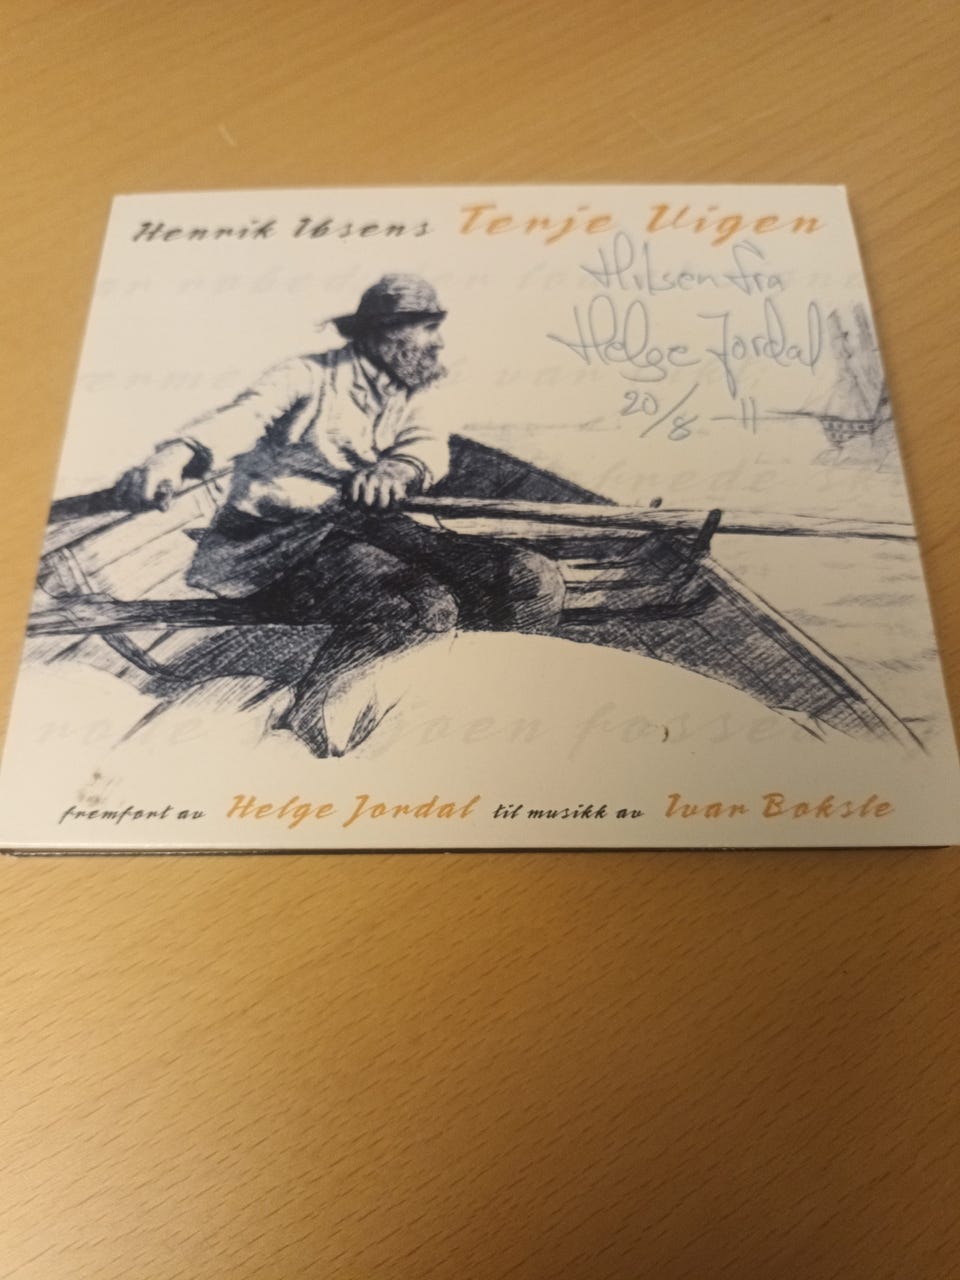 Henrik Ibsens Terje Vigen
Hilsen fra
Helge Jordal
20/8 -11
fremført av Helge Jordal til musikk av Ivar Bøksle